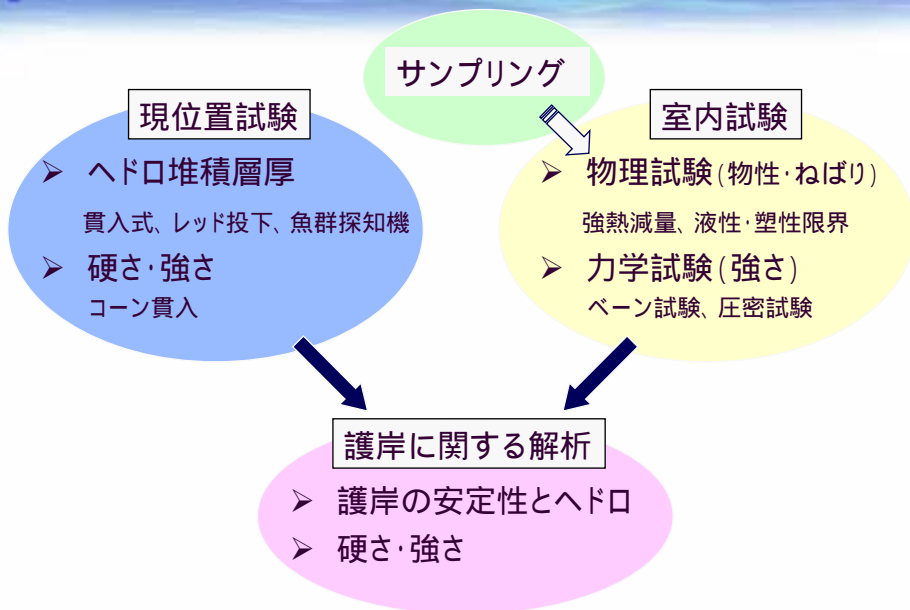 サンプリング
現位置試験
➢ ヘドロ堆積層厚
貫入式、レッド投下、魚群探知機
➢ 硬さ・強さ
コーン貫入
室内試験
➢ 物理試験(物性・ねばり)
強熱減量、液性・塑性限界
➢ 力学試験(強さ)
ベーン試験、圧密試験
護岸に関する解析
➢ 護岸の安定性とヘドロ
➢ 硬さ・強さ